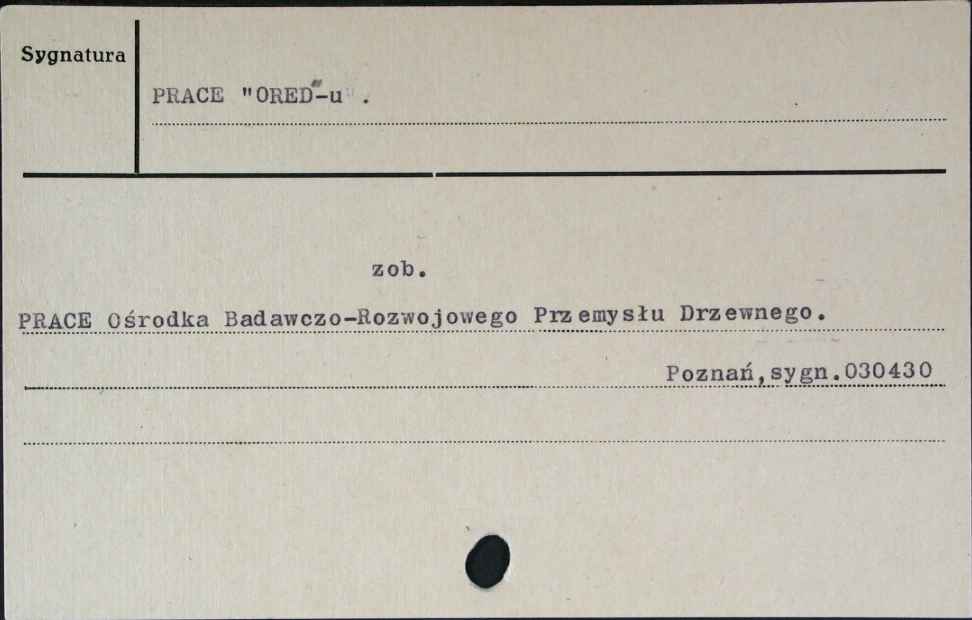 Sygnatura
PRACE "ORED"-u .
zob.
PRACE Ośrodka Badawczo-Rozwojowego Przemysłu Drzewnego.
Poznań,sygn.030430